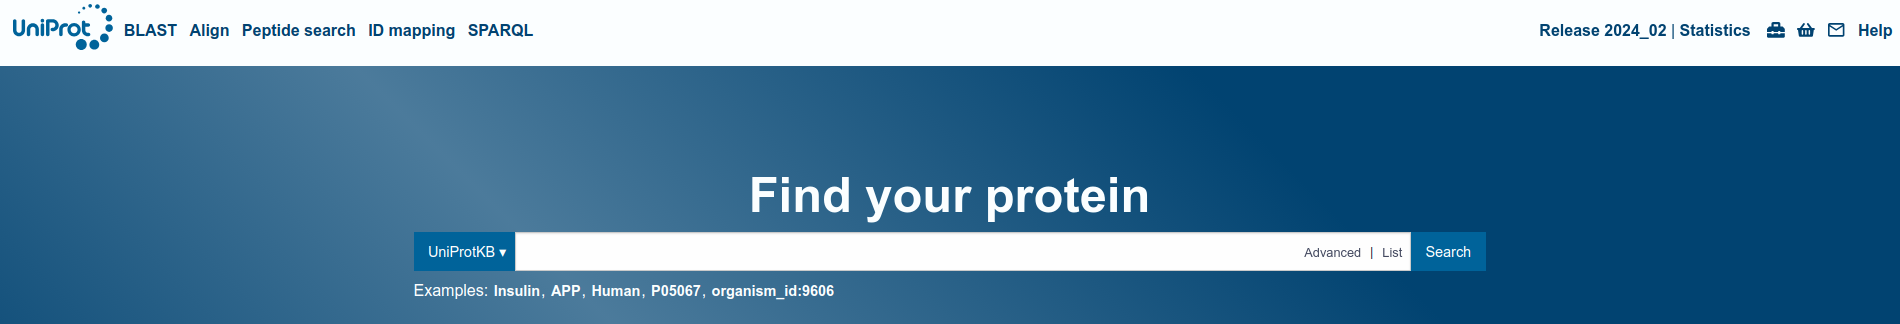 UniProt BLAST Align Peptide search ID mapping SPARQL Release 2024_02 | Statistics Help
Find your protein
UniProtKB ▾ Advanced | List Search
Examples: Insulin, APP, Human, P05067, organism_id:9606